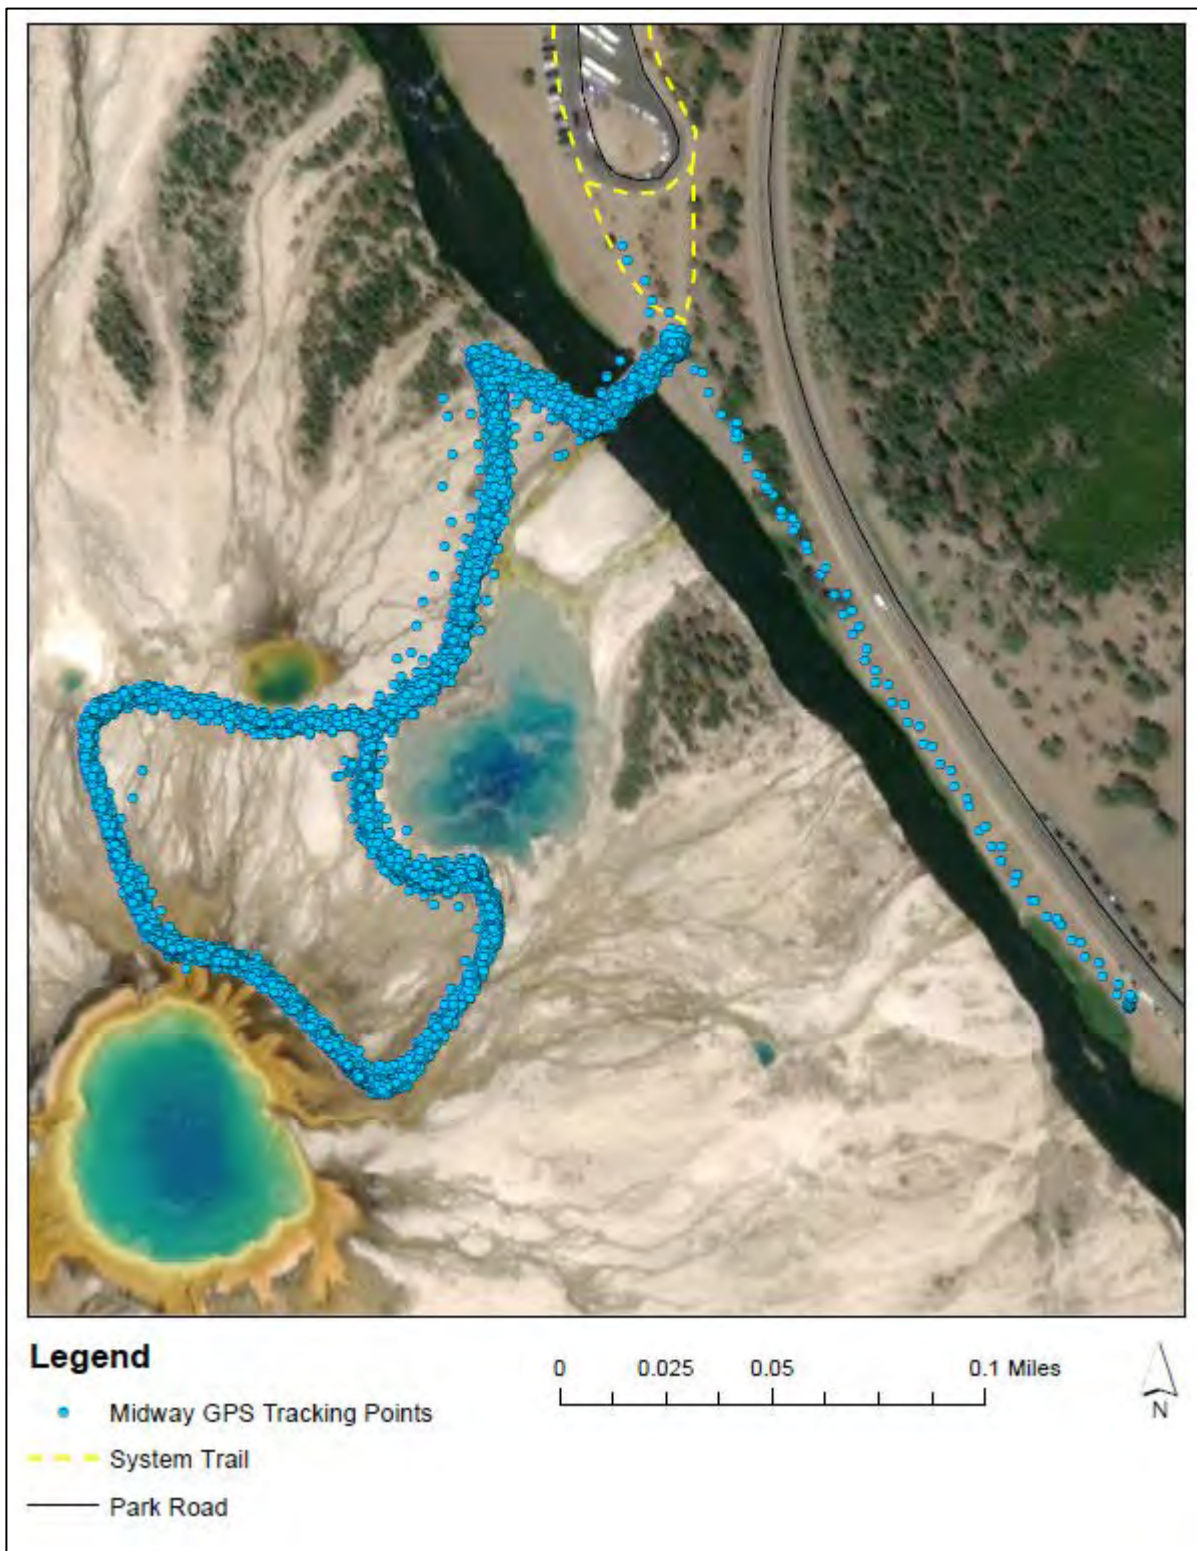 Legend
0 0.025 0.05 0.1 Miles
Midway GPS Tracking Points
N
System Trail
Park Road